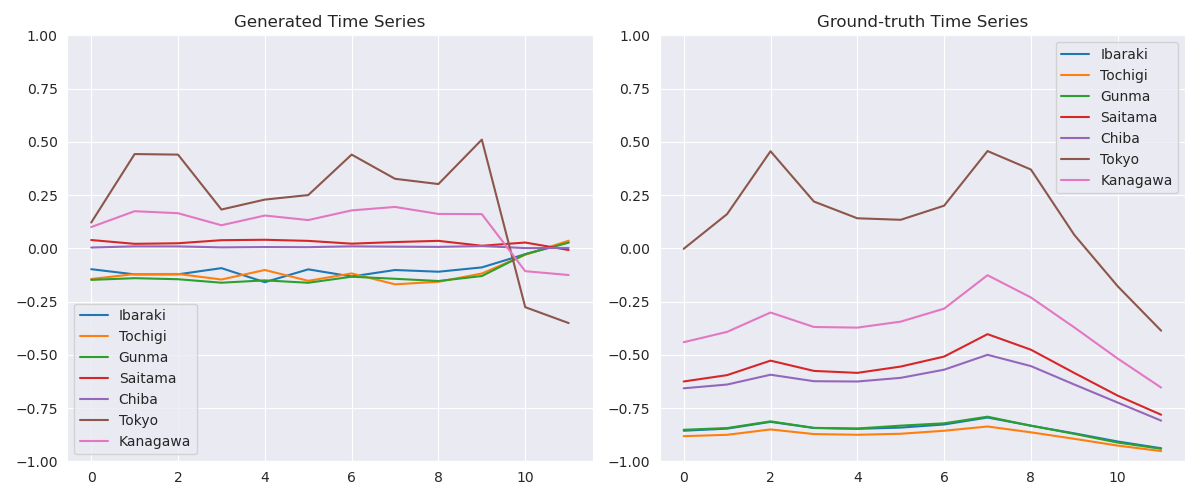 Generated Time Series
1.00
0.75
0.50
0.25
0.00
−0.25
−0.50
−0.75
−1.00
0 2 4 6 8 10
Ibaraki
Tochigi
Gunma
Saitama
Chiba
Tokyo
Kanagawa
Ground-truth Time Series
1.00
0.75
0.50
0.25
0.00
−0.25
−0.50
−0.75
−1.00
0 2 4 6 8 10
Ibaraki
Tochigi
Gunma
Saitama
Chiba
Tokyo
Kanagawa